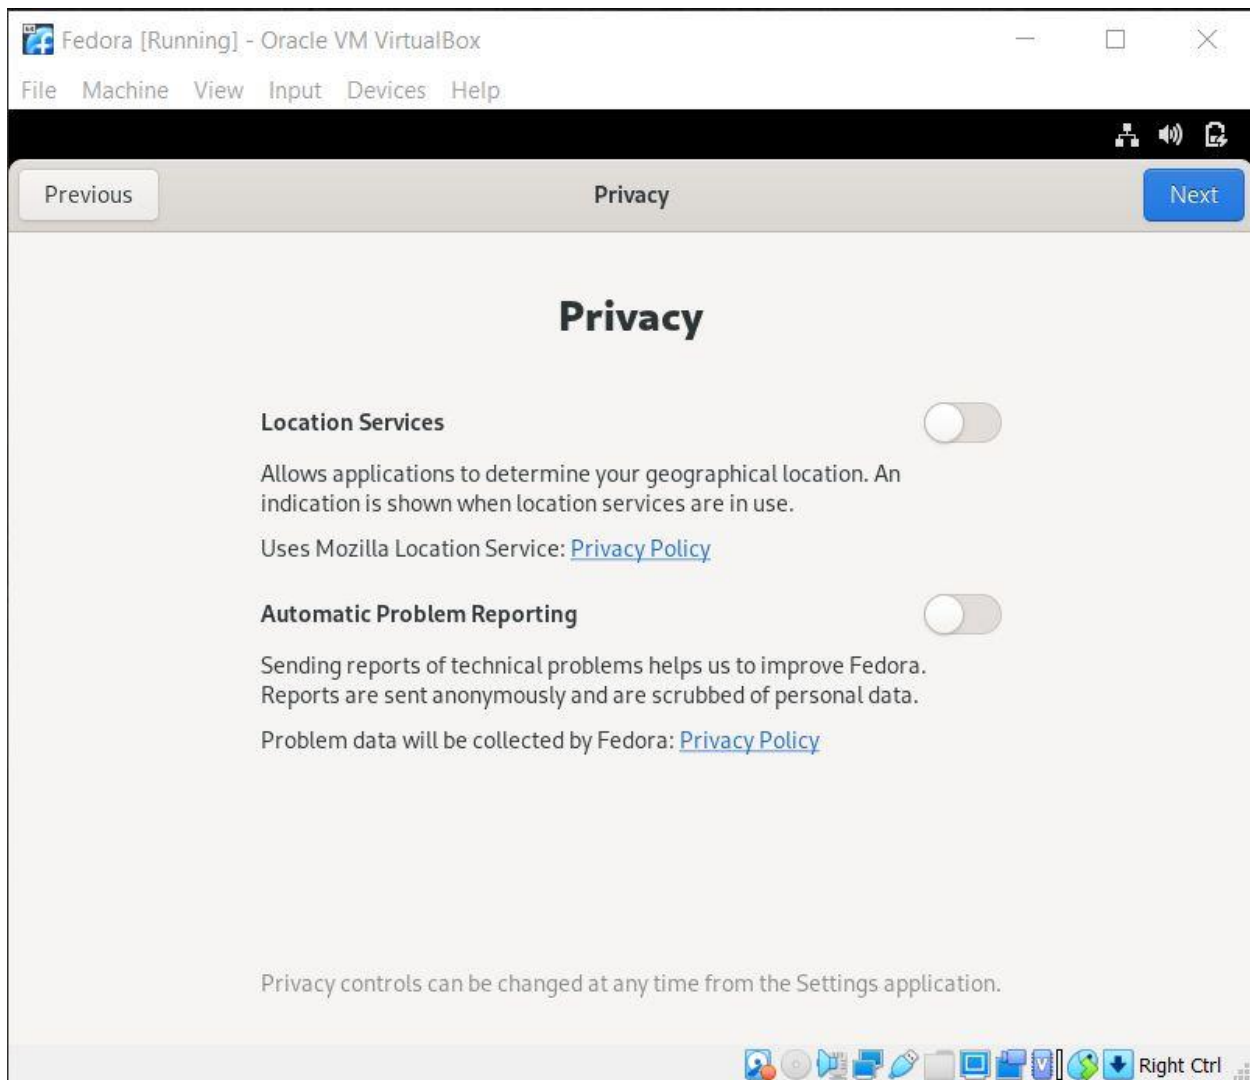 Fedora [Running] - Oracle VM VirtualBox
File Machine View Input Devices Help
Previous Privacy Next
Privacy
Location Services
Allows applications to determine your geographical location. An
indication is shown when location services are in use.
Uses Mozilla Location Service: Privacy Policy
Automatic Problem Reporting
Sending reports of technical problems helps us to improve Fedora.
Reports are sent anonymously and are scrubbed of personal data.
Problem data will be collected by Fedora: Privacy Policy
Privacy controls can be changed at any time from the Settings application.
Right Ctrl